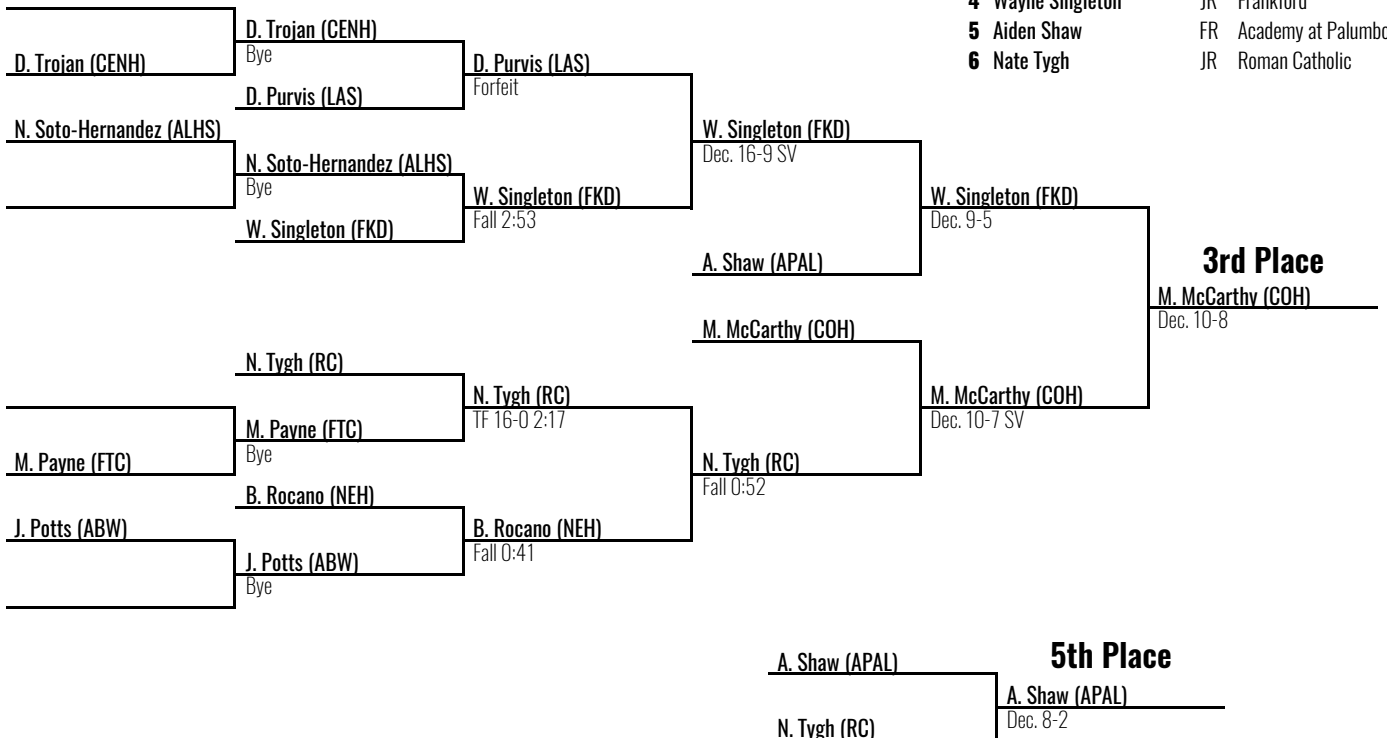 4 Wayne Singleton JR Frankford
5 Aiden Shaw FR Academy at Palumbo
6 Nate Tygh JR Roman Catholic
D. Trojan (CENH)
D. Trojan (CENH)
Bye
D. Purvis (LAS)
D. Purvis (LAS)
Forfeit
N. Soto-Hernandez (ALHS)
N. Soto-Hernandez (ALHS)
Bye
W. Singleton (FKD)
W. Singleton (FKD)
Fall 2:53
W. Singleton (FKD)
Dec. 16-9 SV
A. Shaw (APAL)
W. Singleton (FKD)
Dec. 9-5
3rd Place
M. McCarthy (COH)
Dec. 10-8
M. McCarthy (COH)
M. McCarthy (COH)
Dec. 10-7 SV
N. Tygh (RC)
N. Tygh (RC)
TF 16-0 2:17
M. Payne (FTC)
Bye
M. Payne (FTC)
N. Tygh (RC)
Fall 0:52
B. Rocano (NEH)
B. Rocano (NEH)
Fall 0:41
J. Potts (ABW)
J. Potts (ABW)
Bye
5th Place
A. Shaw (APAL)
A. Shaw (APAL)
Dec. 8-2
N. Tygh (RC)